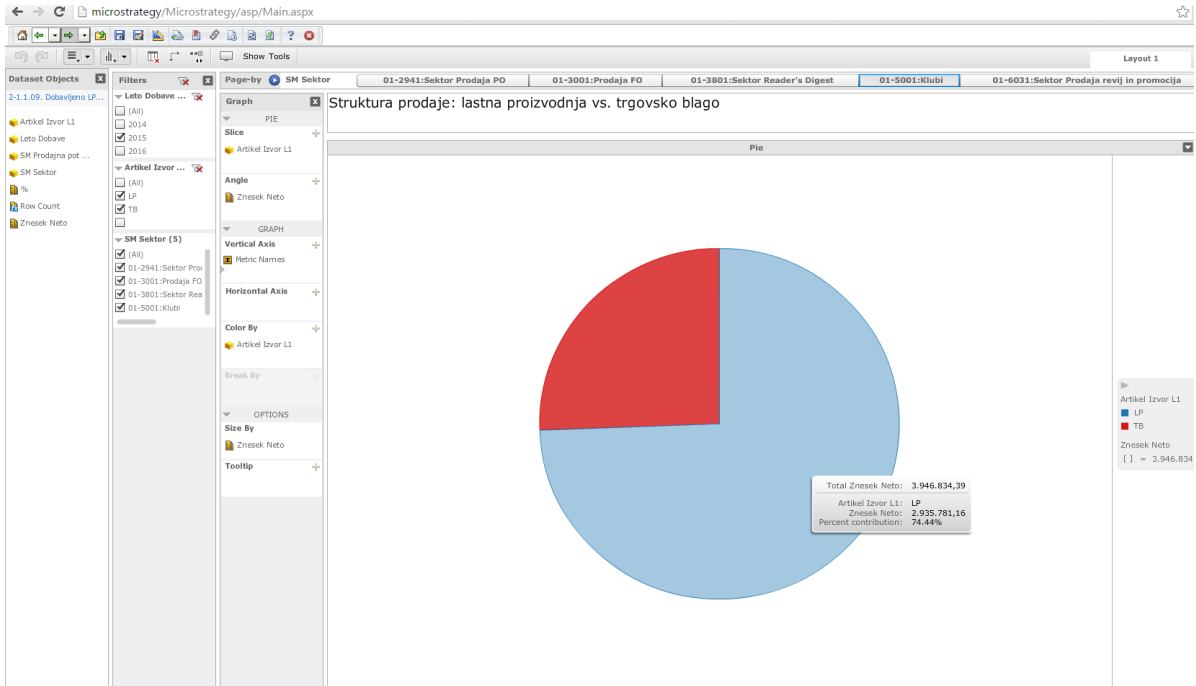 microstrategy/Microstrategy/asp/Main.aspx
Show Tools
Layout 1
Dataset Objects
2-1.1.09. Dobavljeno LP...
Artikel Izvor L1
Leto Dobave
SM Prodajna pot ...
SM Sektor
%
Row Count
Znesek Neto
Filters
Leto Dobave ...
(All)
2014
2015
2016
Artikel Izvor ...
(All)
LP
TB
SM Sektor (5)
(All)
01-2941:Sektor Pro
01-3001:Prodaja FO
01-3801:Sektor Rea
01-5001:Klubi
Page-by SM Sektor
01-2941:Sektor Prodaja PO
01-3001:Prodaja FO
01-3801:Sektor Reader's Digest
01-5001:Klubi
01-6031:Sektor Prodaja revij in promocija
Graph
PIE
Slice
Artikel Izvor L1
Angle
Znesek Neto
GRAPH
Vertical Axis
Metric Names
Horizontal Axis
Color By
Artikel Izvor L1
Break By
OPTIONS
Size By
Znesek Neto
Tooltip
Struktura prodaje: lastna proizvodnja vs. trgovsko blago
Pie
Total Znesek Neto: 3.946.834,39
Artikel Izvor L1: LP
Znesek Neto: 2.935.781,16
Percent contribution: 74.44%
Artikel Izvor L1
LP
TB
Znesek Neto
[ ] = 3.946.834